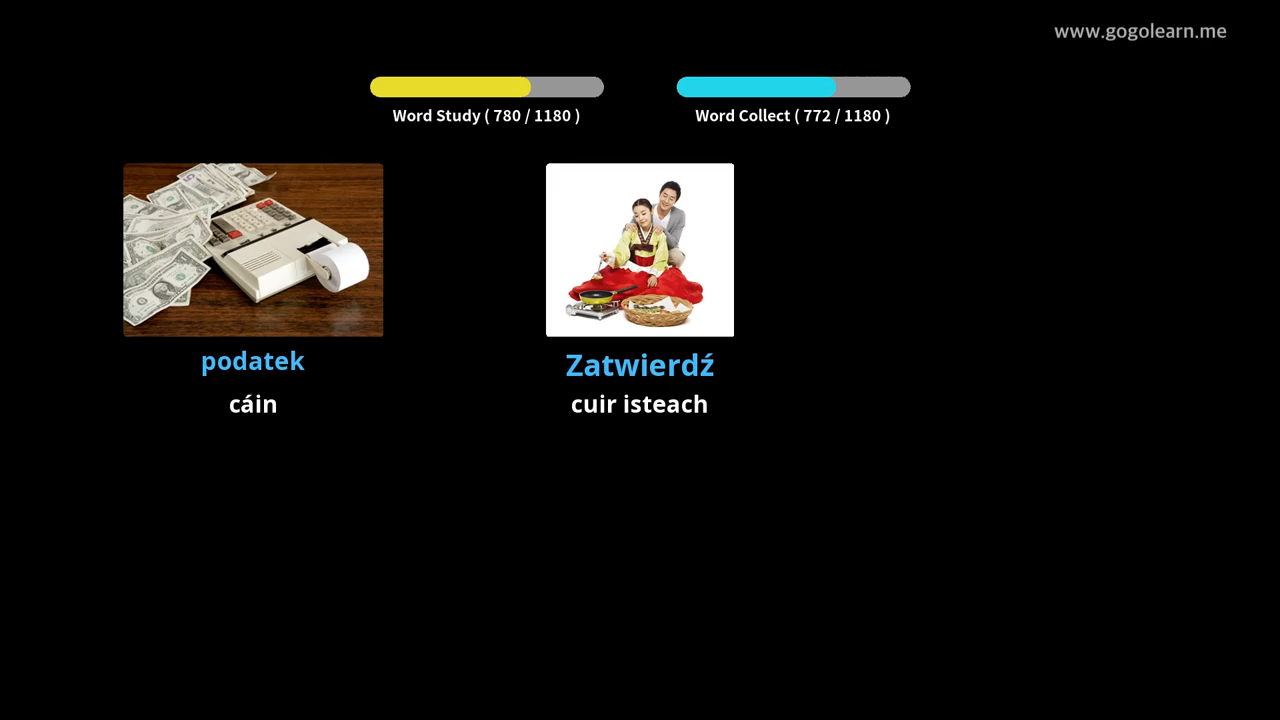 www.gogolearn.me
Word Study ( 780 / 1180 )
Word Collect ( 772 / 1180 )
podatek
cáin
Zatwierdź
cuir isteach